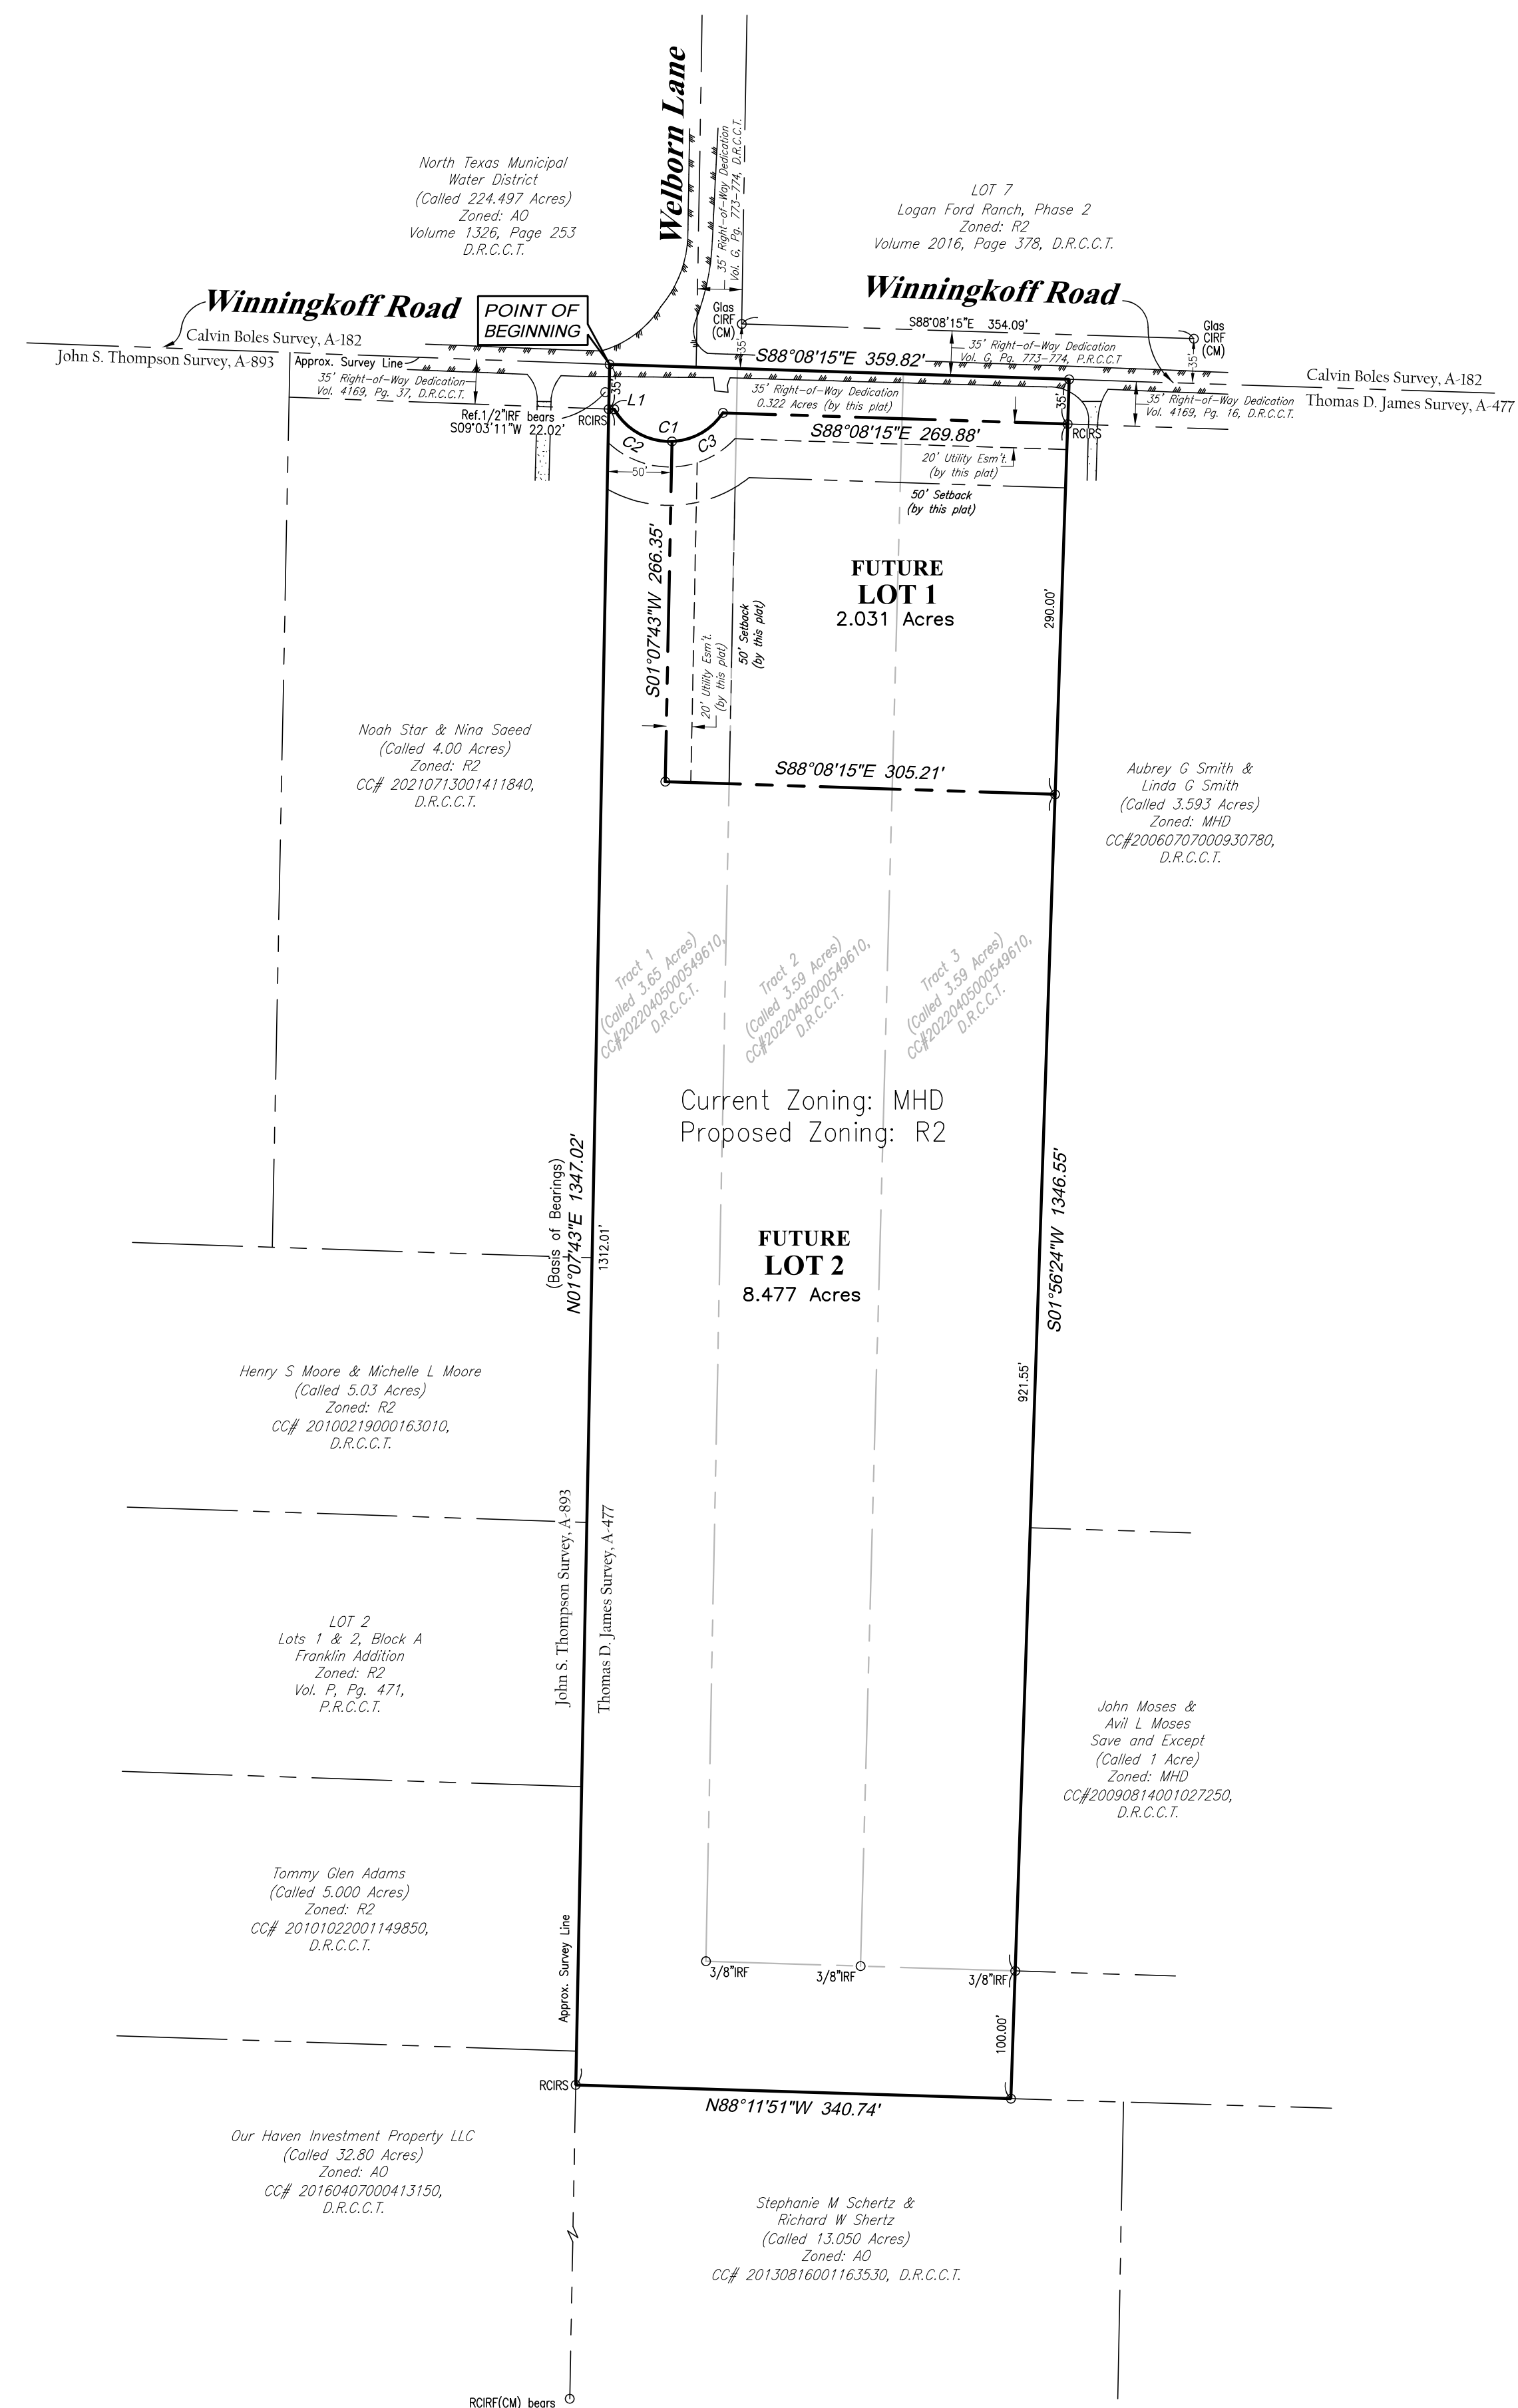 Welborn Lane
35' Right-of-Way Dedication
Vol. G, Pg. 773-774, D.R.C.C.T.
North Texas Municipal
Water District
(Called 224.497 Acres)
Zoned: AO
Volume 1326, Page 253
D.R.C.C.T.
LOT 7
Logan Ford Ranch, Phase 2
Zoned: R2
Volume 2016, Page 378, D.R.C.C.T.
Winningkoff Road
POINT OF
BEGINNING
Winningkoff Road
Glas
CIRF
(CM)
S88°08'15"E 354.09'
Glas
CIRF
(CM)
Calvin Boles Survey, A-182
John S. Thompson Survey, A-893
Approx. Survey Line
35' Right-of-Way Dedication
Vol. 4169, Pg. 37, D.R.C.C.T.
35'
S88°08'15"E 359.82'
35' Right-of-Way Dedication
Vol. G, Pg. 773-774, P.R.C.C.T
35'
Calvin Boles Survey, A-182
Thomas D. James Survey, A-477
35' Right-of-Way Dedication
Vol. 4169, Pg. 16, D.R.C.C.T.
35'
L1
35' Right-of-Way Dedication
0.322 Acres (by this plat)
35'
Ref.1/2"IRF bears
S09°03'11"W 22.02'
RCIRS
C1
C2
C3
S88°08'15"E 269.88'
RCIRS
50'
20' Utility Esm't.
(by this plat)
50' Setback
(by this plat)
S01°07'43"W 266.35'
20' Utility Esm't.
(by this plat)
50' Setback
(by this plat)
FUTURE
LOT 1
2.031 Acres
290.00'
S88°08'15"E 305.21'
Noah Star & Nina Saeed
(Called 4.00 Acres)
Zoned: R2
CC# 20210713001411840,
D.R.C.C.T.
Aubrey G Smith &
Linda G Smith
(Called 3.593 Acres)
Zoned: MHD
CC#20060707000930780,
D.R.C.C.T.
Tract 1
(Called 3.65 Acres)
CC#20220405000549610,
D.R.C.C.T.
Tract 2
(Called 3.59 Acres)
CC#20220405000549610,
D.R.C.C.T.
Tract 3
(Called 3.59 Acres)
CC#20220405000549610,
D.R.C.C.T.
Current Zoning: MHD
Proposed Zoning: R2
(Basis of Bearings)
N01°07'43"E 1347.02'
1312.01'
FUTURE
LOT 2
8.477 Acres
S01°56'24"W 1346.55'
921.55'
Henry S Moore & Michelle L Moore
(Called 5.03 Acres)
Zoned: R2
CC# 20100219000163010,
D.R.C.C.T.
John S. Thompson Survey, A-893
Thomas D. James Survey, A-477
LOT 2
Lots 1 & 2, Block A
Franklin Addition
Zoned: R2
Vol. P, Pg. 471,
P.R.C.C.T.
John Moses &
Avil L Moses
Save and Except
(Called 1 Acre)
Zoned: MHD
CC#20090814001027250,
D.R.C.C.T.
Tommy Glen Adams
(Called 5.000 Acres)
Zoned: R2
CC# 20101022001149850,
D.R.C.C.T.
Approx. Survey Line
3/8"IRF
3/8"IRF
3/8"IRF
100.00'
RCIRS
N88°11'51"W 340.74'
Our Haven Investment Property LLC
(Called 32.80 Acres)
Zoned: AO
CC# 20160407000413150,
D.R.C.C.T.
Stephanie M Schertz &
Richard W Shertz
(Called 13.050 Acres)
Zoned: AO
CC# 20130816001163530, D.R.C.C.T.
RCIRF(CM) bears